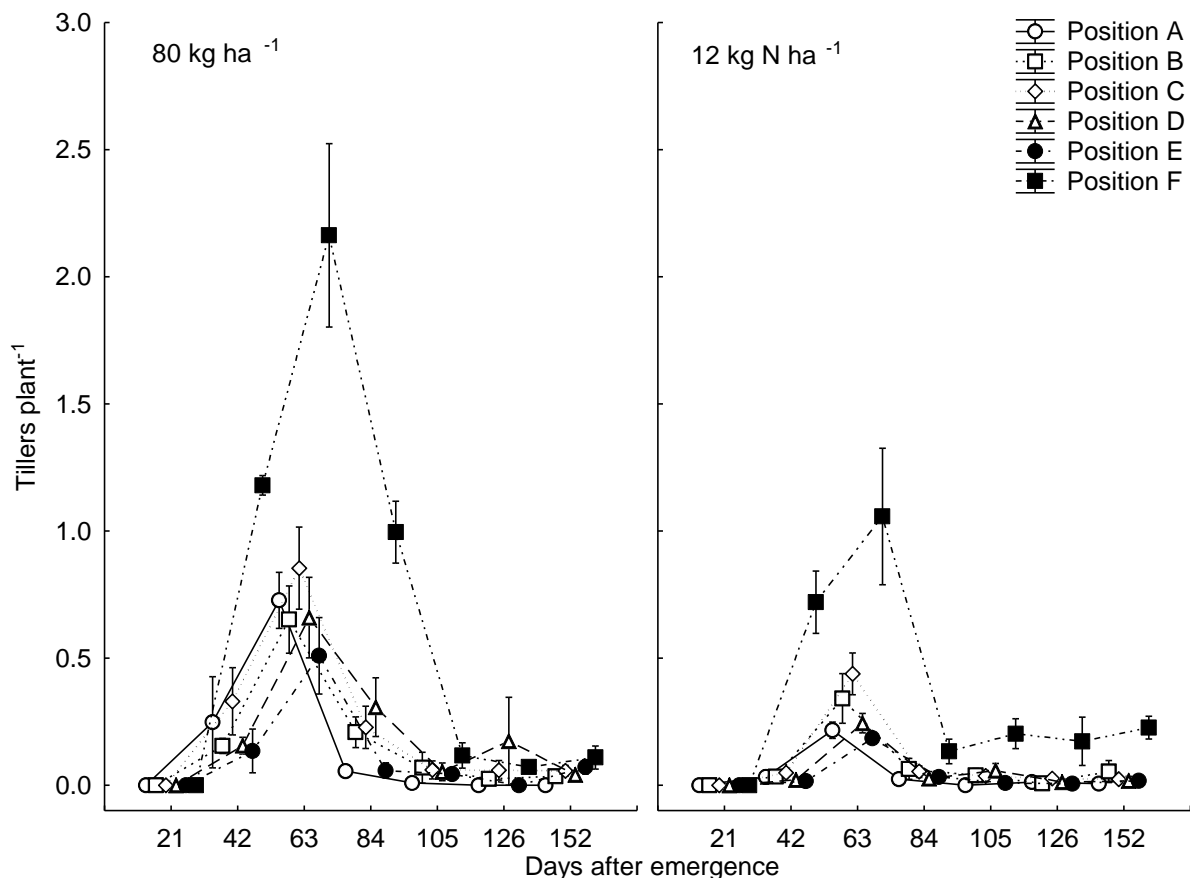 80 kg ha -1
12 kg N ha -1
Position A
Position B
Position C
Position D
Position E
Position F
Tillers plant-1
3.0
2.5
2.0
1.5
1.0
0.5
0.0
21 42 63 84 105 126 152
21 42 63 84 105 126 152
Days after emergence